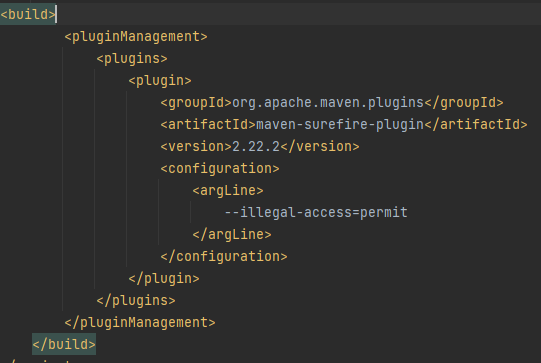 <build>
<pluginManagement>
<plugins>
<plugin>
<groupId>org.apache.maven.plugins</groupId>
<artifactId>maven-surefire-plugin</artifactId>
<version>2.22.2</version>
<configuration>
<argLine>
--illegal-access=permit
</argLine>
</configuration>
</plugin>
</plugins>
</pluginManagement>
</build>